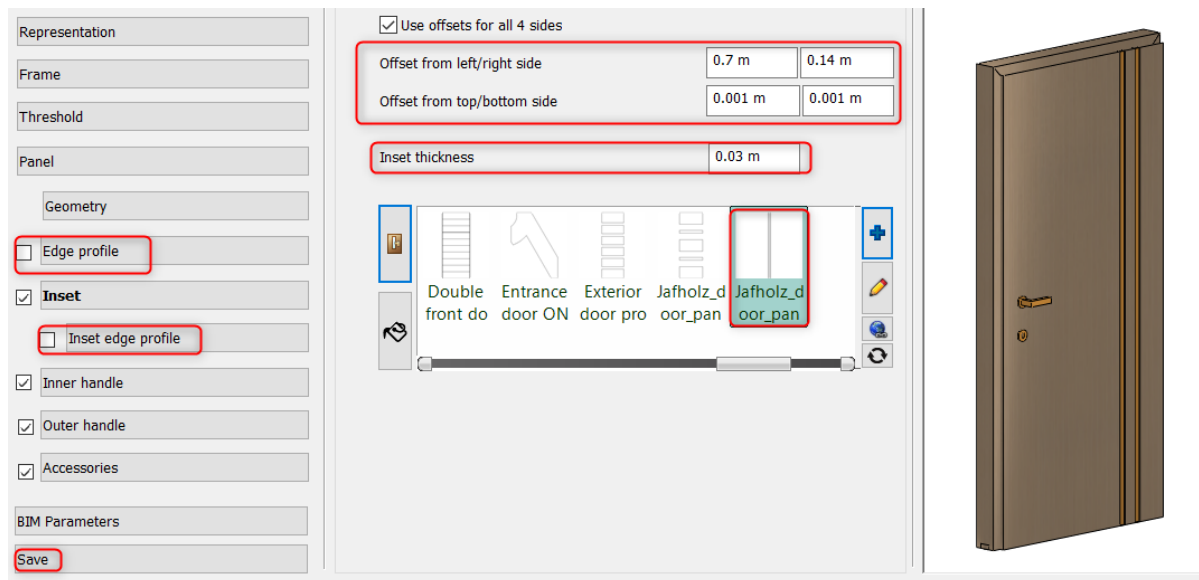 Representation
Frame
Threshold
Panel
Geometry
Edge profile
Inset
Inset edge profile
Inner handle
Outer handle
Accessories
BIM Parameters
Save
Use offsets for all 4 sides
Offset from left/right side 0.7 m 0.14 m
Offset from top/bottom side 0.001 m 0.001 m
Inset thickness 0.03 m
Double Entrance Exterior Jafholz_d Jafholz_d
front do door ON door pro oor_pan oor_pan